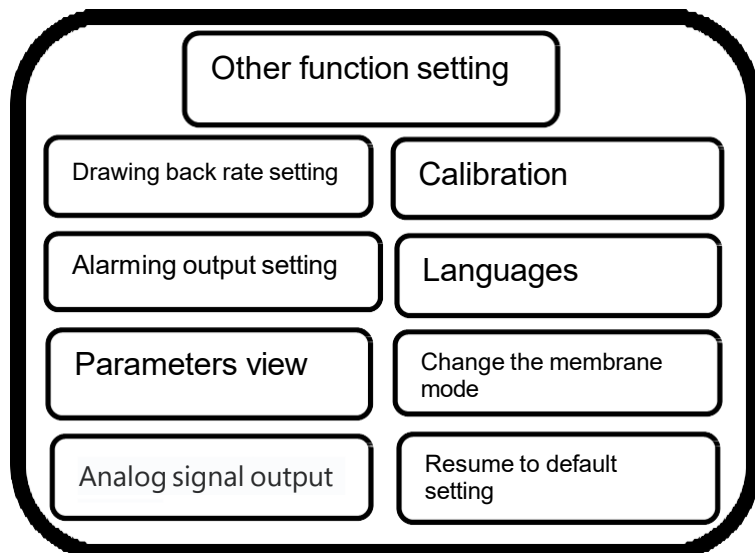 Other function setting
Drawing back rate setting
Calibration
Alarming output setting
Languages
Parameters view
Change the membrane
mode
Analog signal output
Resume to default
setting